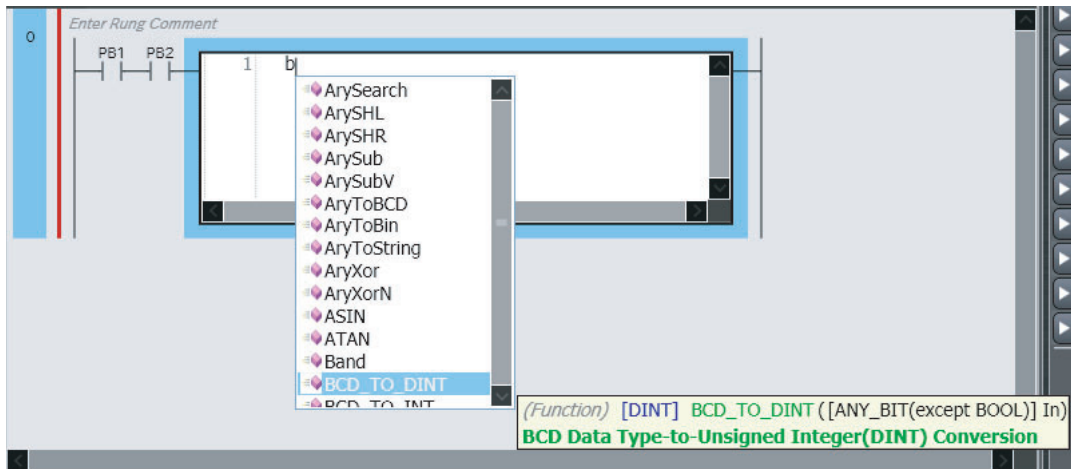 Enter Rung Comment
0
PB1 PB2
1 b
ArySearch
ArySHL
ArySHR
ArySub
ArySubV
AryToBCD
AryToBin
AryToString
AryXor
AryXorN
ASIN
ATAN
Band
BCD_TO_DINT
BCD_TO_INT
(Function) [DINT] BCD_TO_DINT([ANY_BIT(except BOOL)] In)
BCD Data Type-to-Unsigned Integer(DINT) Conversion